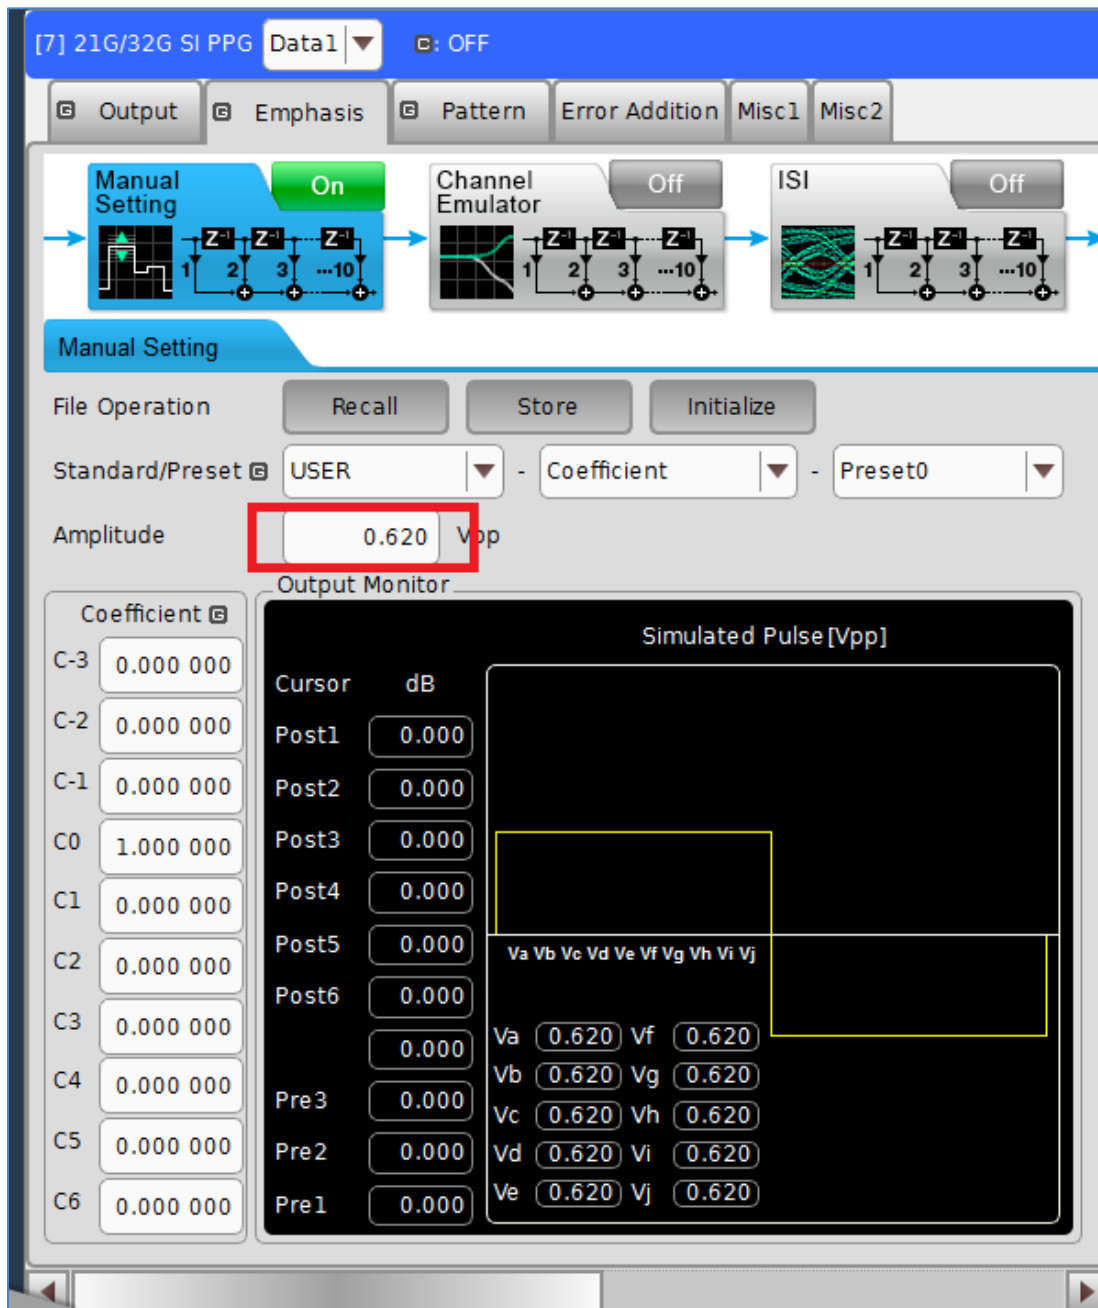 [7] 21G/32G SI PPG Data1 C: OFF
G Output G Emphasis G Pattern Error Addition Misc1 Misc2
Manual Setting On Channel Emulator Off ISI Off
Z⁻¹ Z⁻¹ Z⁻¹ Z⁻¹ Z⁻¹ Z⁻¹ Z⁻¹ Z⁻¹ Z⁻¹
1 2 3 ...10 1 2 3 ...10 1 2 3 ...10
Manual Setting
File Operation Recall Store Initialize
Standard/Preset G USER - Coefficient - Preset0
Amplitude 0.620 Vpp
Coefficient G
C-3 0.000 000
C-2 0.000 000
C-1 0.000 000
C0 1.000 000
C1 0.000 000
C2 0.000 000
C3 0.000 000
C4 0.000 000
C5 0.000 000
C6 0.000 000
Output Monitor
Cursor dB
Post1 0.000
Post2 0.000
Post3 0.000
Post4 0.000
Post5 0.000
Post6 0.000
0.000
Pre3 0.000
Pre2 0.000
Pre1 0.000
Simulated Pulse[Vpp]
Va Vb Vc Vd Ve Vf Vg Vh Vi Vj
Va 0.620 Vf 0.620
Vb 0.620 Vg 0.620
Vc 0.620 Vh 0.620
Vd 0.620 Vi 0.620
Ve 0.620 Vj 0.620